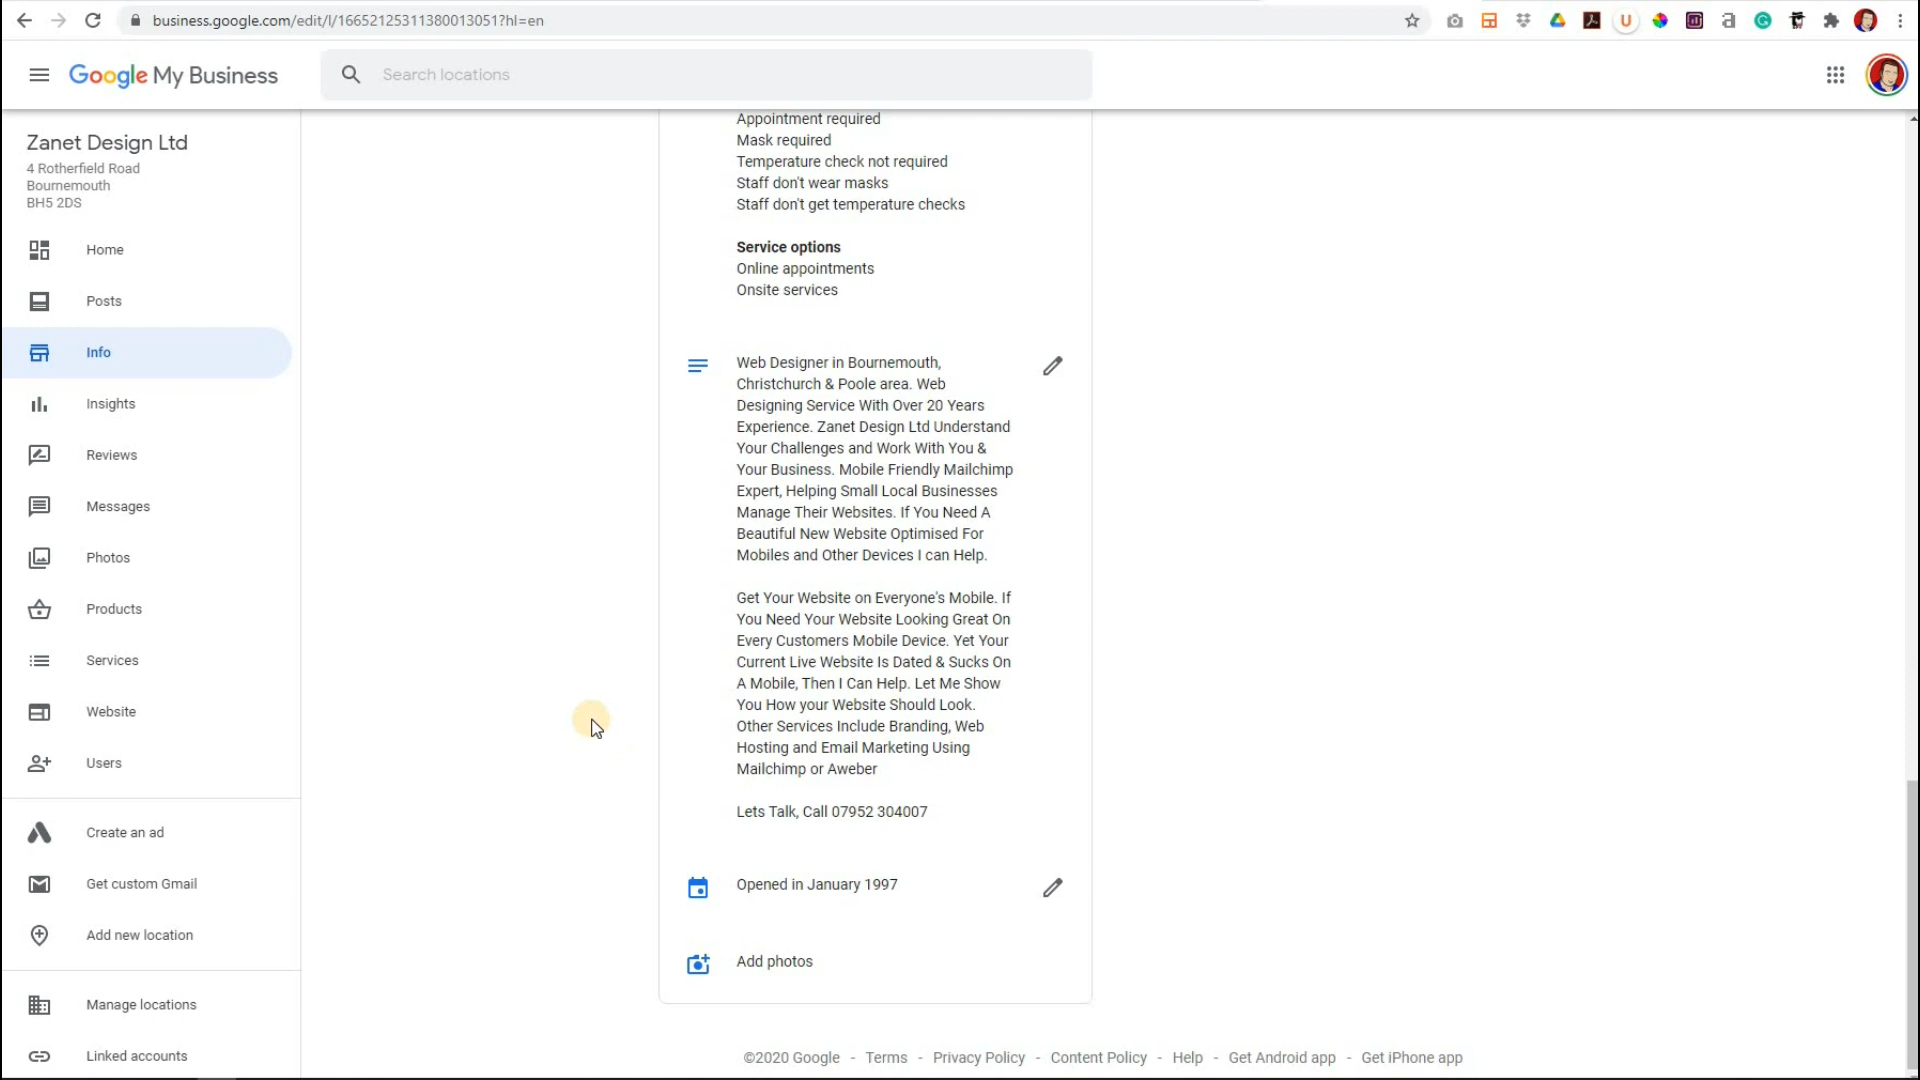 business.google.com/edit/l/16652125311380013051?hl=en
Google My Business
Search locations
Zanet Design Ltd
4 Rotherfield Road
Bournemouth
BH5 2DS
Home
Posts
Info
Insights
Reviews
Messages
Photos
Products
Services
Website
Users
Create an ad
Get custom Gmail
Add new location
Manage locations
Linked accounts
Appointment required
Mask required
Temperature check not required
Staff don't wear masks
Staff don't get temperature checks
Service options
Online appointments
Onsite services
Web Designer in Bournemouth,
Christchurch & Poole area. Web
Designing Service With Over 20 Years
Experience. Zanet Design Ltd Understand
Your Challenges and Work With You &
Your Business. Mobile Friendly Mailchimp
Expert, Helping Small Local Businesses
Manage Their Websites. If You Need A
Beautiful New Website Optimised For
Mobiles and Other Devices I can Help.
Get Your Website on Everyone's Mobile. If
You Need Your Website Looking Great On
Every Customers Mobile Device. Yet Your
Current Live Website Is Dated & Sucks On
A Mobile, Then I Can Help. Let Me Show
You How your Website Should Look.
Other Services Include Branding, Web
Hosting and Email Marketing Using
Mailchimp or Aweber
Lets Talk, Call 07952 304007
Opened in January 1997
Add photos
©2020 Google - Terms - Privacy Policy - Content Policy - Help - Get Android app - Get iPhone app